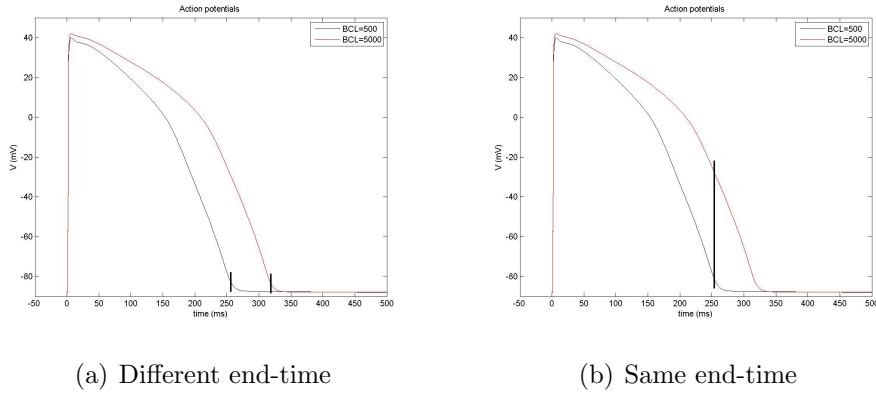 Action potentials
BCL=500
BCL=5000
V (mV)
40
20
0
-20
-40
-60
-80
-50 0 50 100 150 200 250 300 350 400 450 500
time (ms)
(a) Different end-time
Action potentials
BCL=500
BCL=5000
V (mV)
40
20
0
-20
-40
-60
-80
-50 0 50 100 150 200 250 300 350 400 450 500
time (ms)
(b) Same end-time